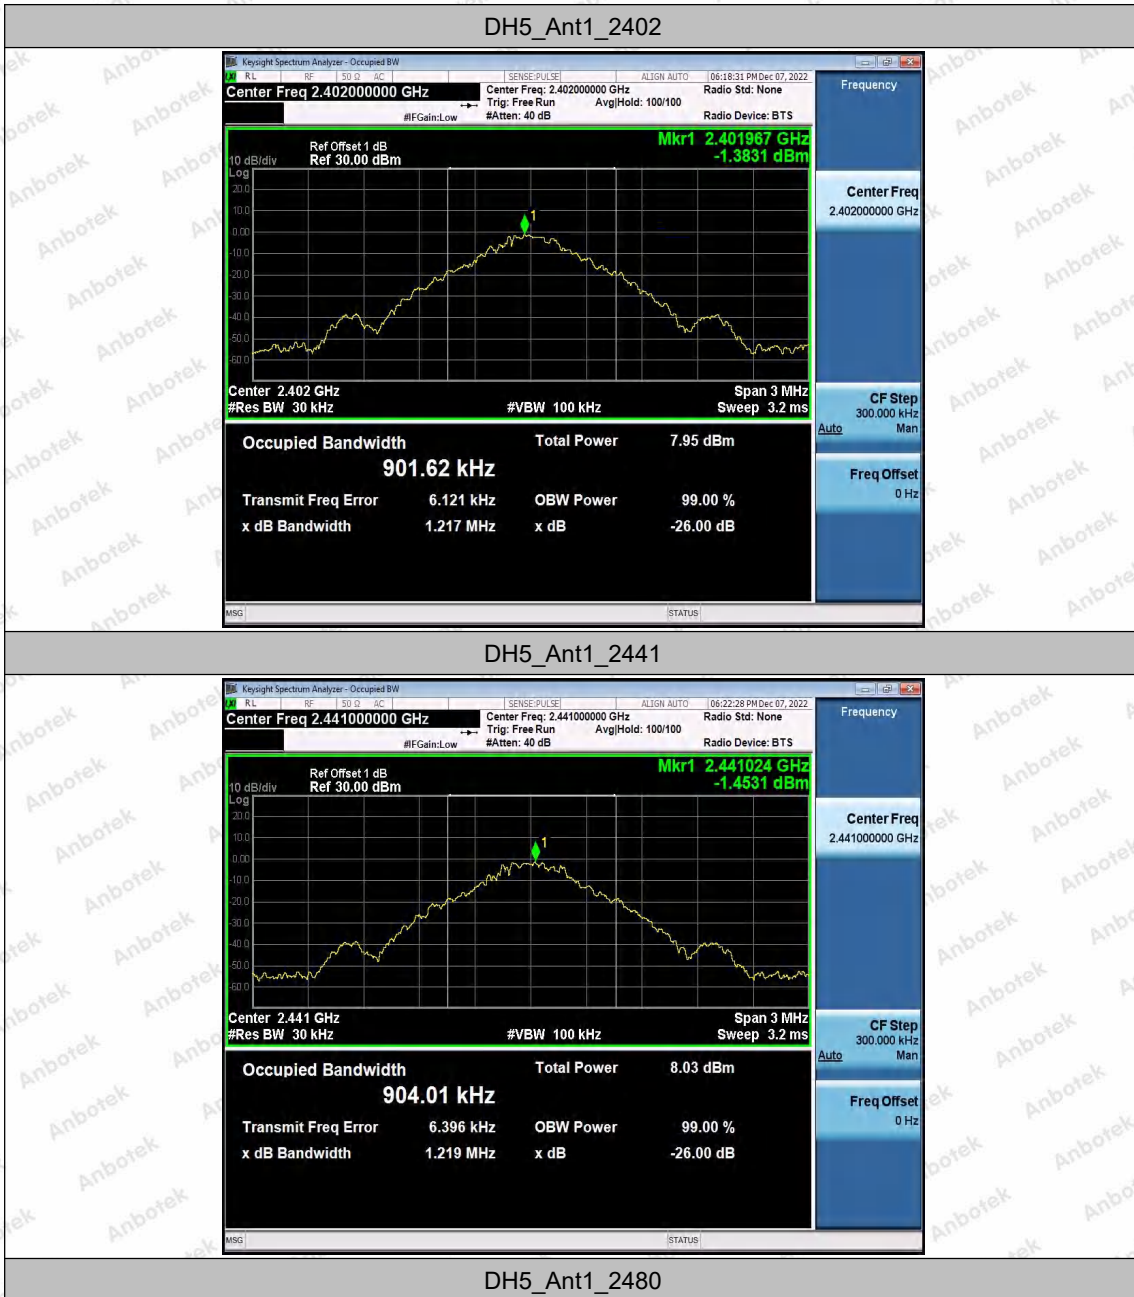 DH5_Ant1_2402
Keysight Spectrum Analyzer - Occupied BW
LXI RL RF 50 Ω AC SENSE:PULSE ALIGN AUTO 06:18:31 PM Dec 07, 2022
Center Freq 2.402000000 GHz Center Freq: 2.402000000 GHz Radio Std: None Frequency
Trig: Free Run Avg|Hold: 100/100
#IFGain:Low #Atten: 40 dB Radio Device: BTS
Mkr1 2.401967 GHz
-1.3831 dBm
Ref Offset 1 dB
10 dB/div Ref 30.00 dBm
Log
20.0
10.0
0.00
-10.0
-20.0
-30.0
-40.0
-50.0
-60.0
1
Center Freq
2.402000000 GHz
Center 2.402 GHz Span 3 MHz
#Res BW 30 kHz #VBW 100 kHz Sweep 3.2 ms
CF Step
300.000 kHz
Auto Man
Occupied Bandwidth Total Power 7.95 dBm
901.62 kHz
Freq Offset
0 Hz
Transmit Freq Error 6.121 kHz OBW Power 99.00 %
x dB Bandwidth 1.217 MHz x dB -26.00 dB
MSG STATUS
DH5_Ant1_2441
Keysight Spectrum Analyzer - Occupied BW
LXI RL RF 50 Ω AC SENSE:PULSE ALIGN AUTO 06:22:28 PM Dec 07, 2022
Center Freq 2.441000000 GHz Center Freq: 2.441000000 GHz Radio Std: None Frequency
Trig: Free Run Avg|Hold: 100/100
#IFGain:Low #Atten: 40 dB Radio Device: BTS
Mkr1 2.441024 GHz
-1.4531 dBm
Ref Offset 1 dB
10 dB/div Ref 30.00 dBm
Log
20.0
10.0
0.00
-10.0
-20.0
-30.0
-40.0
-50.0
-60.0
1
Center Freq
2.441000000 GHz
Center 2.441 GHz Span 3 MHz
#Res BW 30 kHz #VBW 100 kHz Sweep 3.2 ms
CF Step
300.000 kHz
Auto Man
Occupied Bandwidth Total Power 8.03 dBm
904.01 kHz
Freq Offset
0 Hz
Transmit Freq Error 6.396 kHz OBW Power 99.00 %
x dB Bandwidth 1.219 MHz x dB -26.00 dB
MSG STATUS
DH5_Ant1_2480
Anbotek